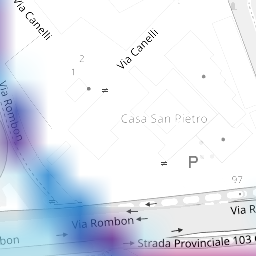 Via Canelli
Via Canelli
2
1
Via Rombon
Casa San Pietro
P
97
Via R
Via Rombon
bon
Strada Provinciale 103